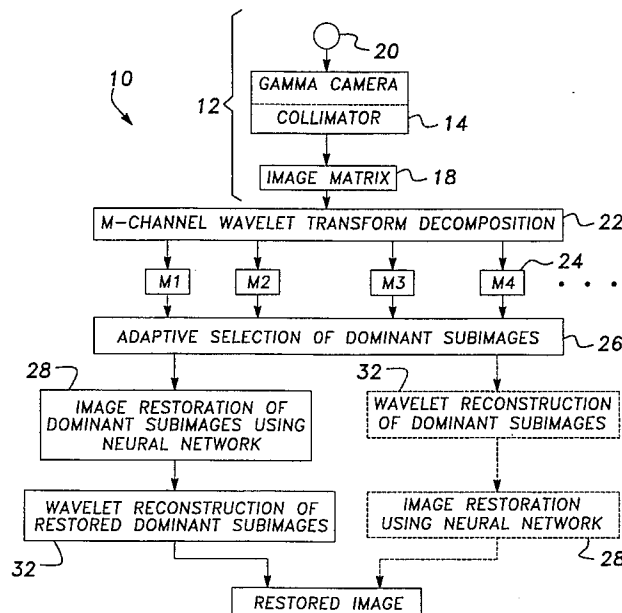 20
10
12
GAMMA CAMERA
COLLIMATOR
14
IMAGE MATRIX
18
M-CHANNEL WAVELET TRANSFORM DECOMPOSITION
22
M1
M2
M3
M4
24
. . . .
ADAPTIVE SELECTION OF DOMINANT SUBIMAGES
26
28
IMAGE RESTORATION OF
DOMINANT SUBIMAGES USING
NEURAL NETWORK
32
WAVELET RECONSTRUCTION
OF DOMINANT SUBIMAGES
WAVELET RECONSTRUCTION OF
RESTORED DOMINANT SUBIMAGES
32
IMAGE RESTORATION
USING NEURAL NETWORK
28
RESTORED IMAGE